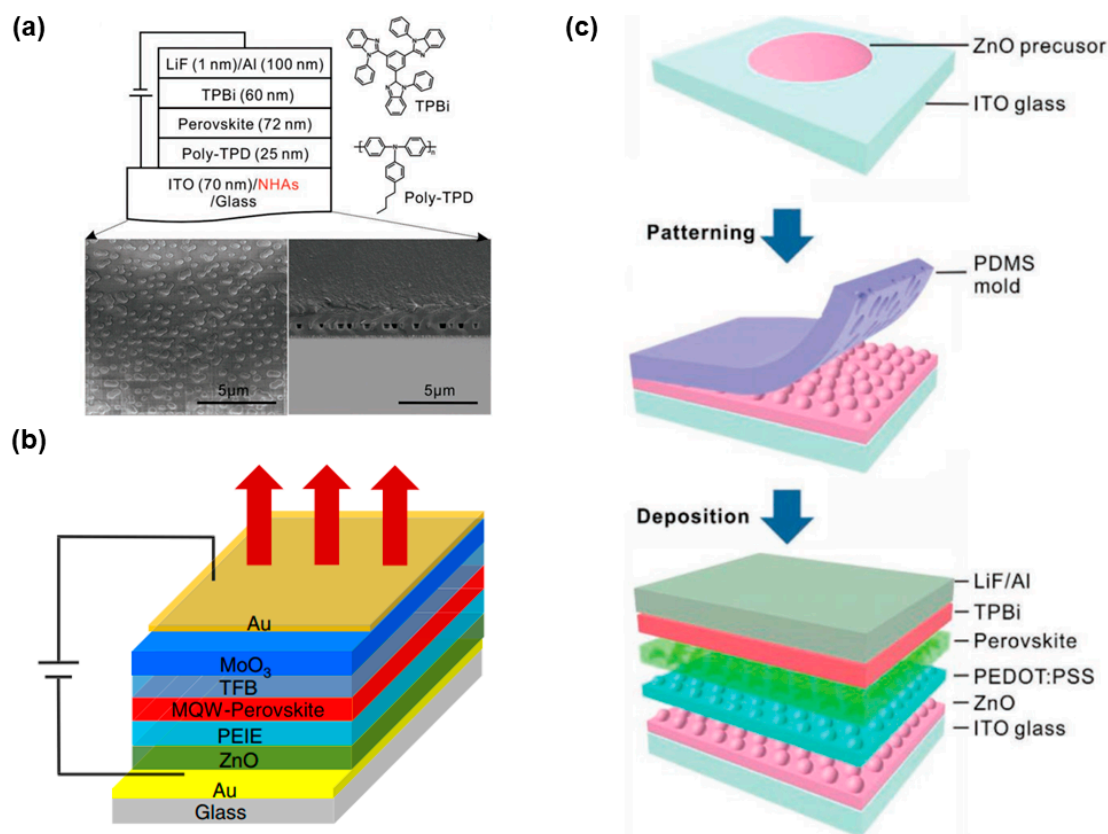 (a)
LiF (1 nm)/Al (100 nm)
TPBi (60 nm)
Perovskite (72 nm)
Poly-TPD (25 nm)
ITO (70 nm)/NHAs
/Glass
N
N
N
N
N
N
TPBi
N
n
Poly-TPD
5μm
5μm
(b)
Au
MoO3
TFB
MQW-Perovskite
PEIE
ZnO
Au
Glass
(c)
ZnO precusor
ITO glass
Patterning
PDMS
mold
Deposition
LiF/Al
TPBi
Perovskite
PEDOT:PSS
ZnO
ITO glass